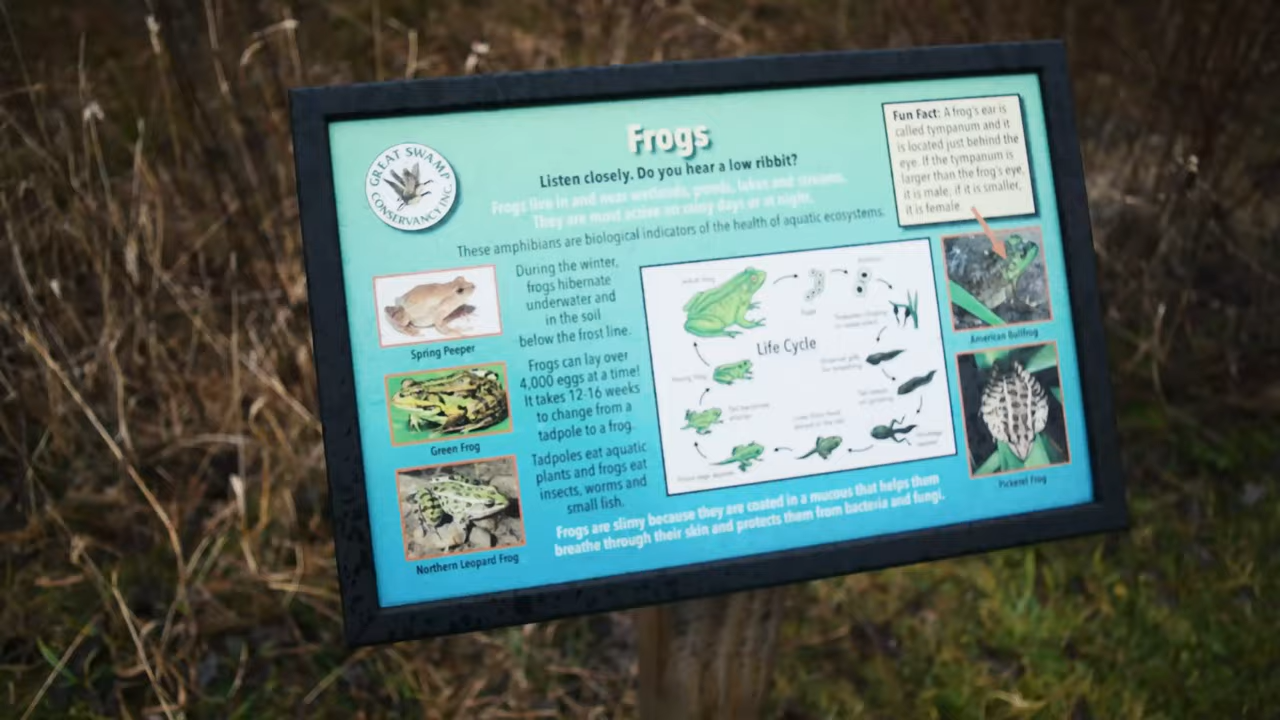 Frogs
GREAT SWAMP
CONSERVANCY INC.
Listen closely. Do you hear a low ribbit?
Frogs live in and near wetlands, ponds, lakes and streams.
They are most active on rainy days or at night.
These amphibians are biological indicators of the health of aquatic ecosystems.
Fun Fact: A frog's ear is
called tympanum and it
is located just behind the
eye. If the tympanum is
larger than the frog's eye,
it is male, if it is smaller,
it is female.
Spring Peeper
Green Frog
Northern Leopard Frog
During the winter,
frogs hibernate
underwater and
in the soil
below the frost line.
Frogs can lay over
4,000 eggs at a time!
It takes 12-16 weeks
to change from a
tadpole to a frog.
Tadpoles eat aquatic
plants and frogs eat
insects, worms and
small fish.
Life Cycle
Adult frog
Eggs
Young frog
American Bullfrog
Pickerel Frog
Frogs are slimy because they are coated in a mucous that helps them
breathe through their skin and protects them from bacteria and fungi.